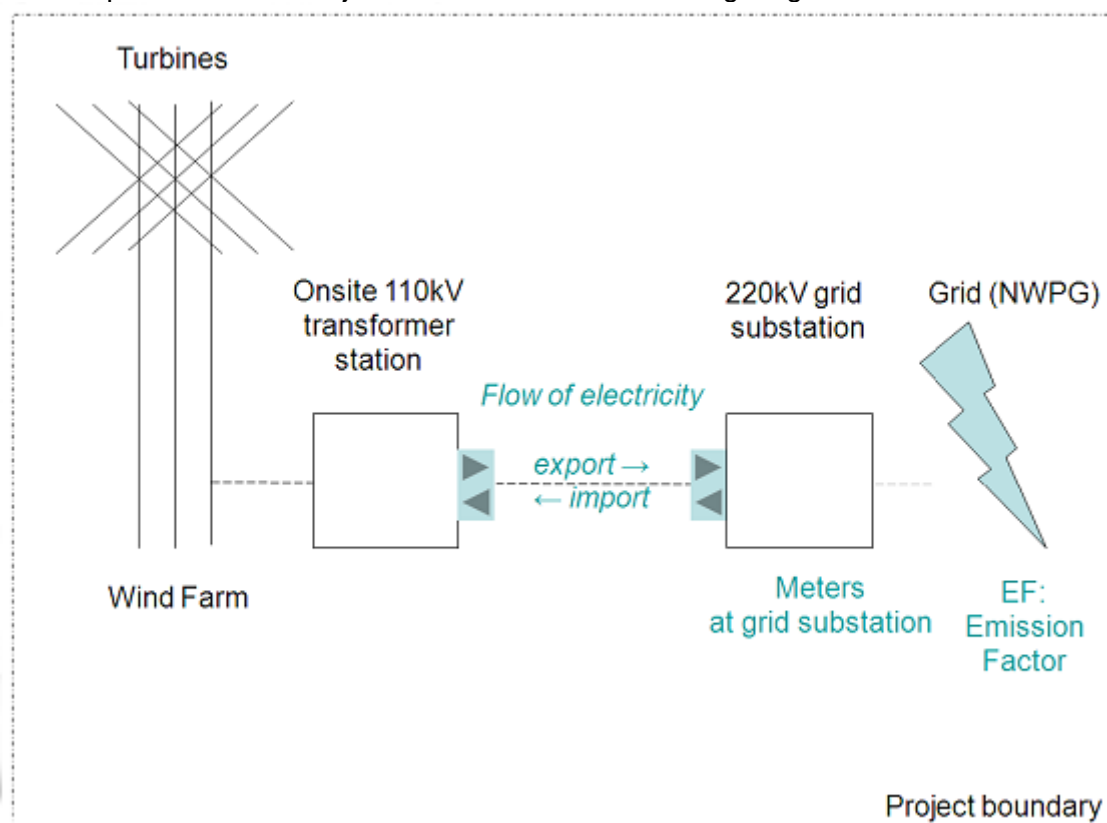 Turbines
Onsite 110kV
transformer
station
220kV grid
substation
Grid (NWPG)
Flow of electricity
export →
← import
Wind Farm
Meters
at grid substation
EF:
Emission
Factor
Project boundary